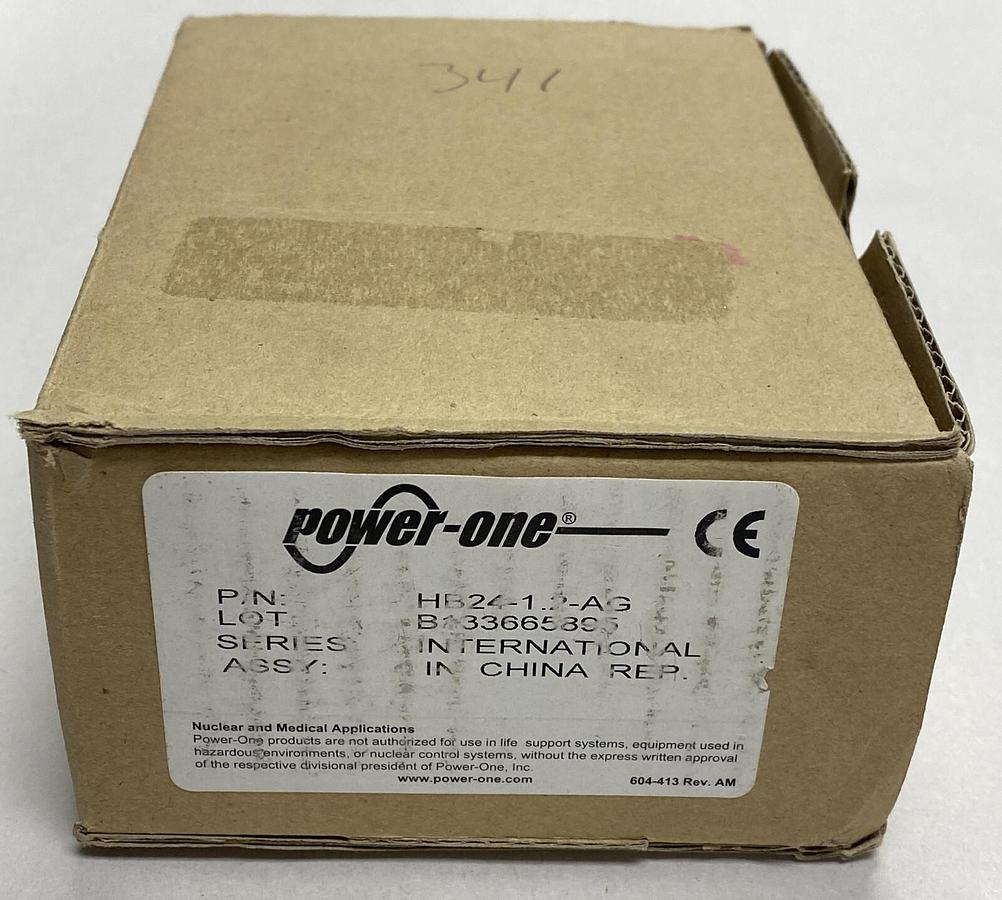 341
power-one® CE
P/N: HB24-1.2-AG
LOT:
SERIES INTERNATIONAL
ASSY: IN CHINA REP.
Nuclear and Medical Applications
Power-One products are not authorized for use in life support systems, equipment used in
hazardous environments, or nuclear control systems, without the express written approval
of the respective divisional president of Power-One, Inc.
www.power-one.com 604-413 Rev. AM